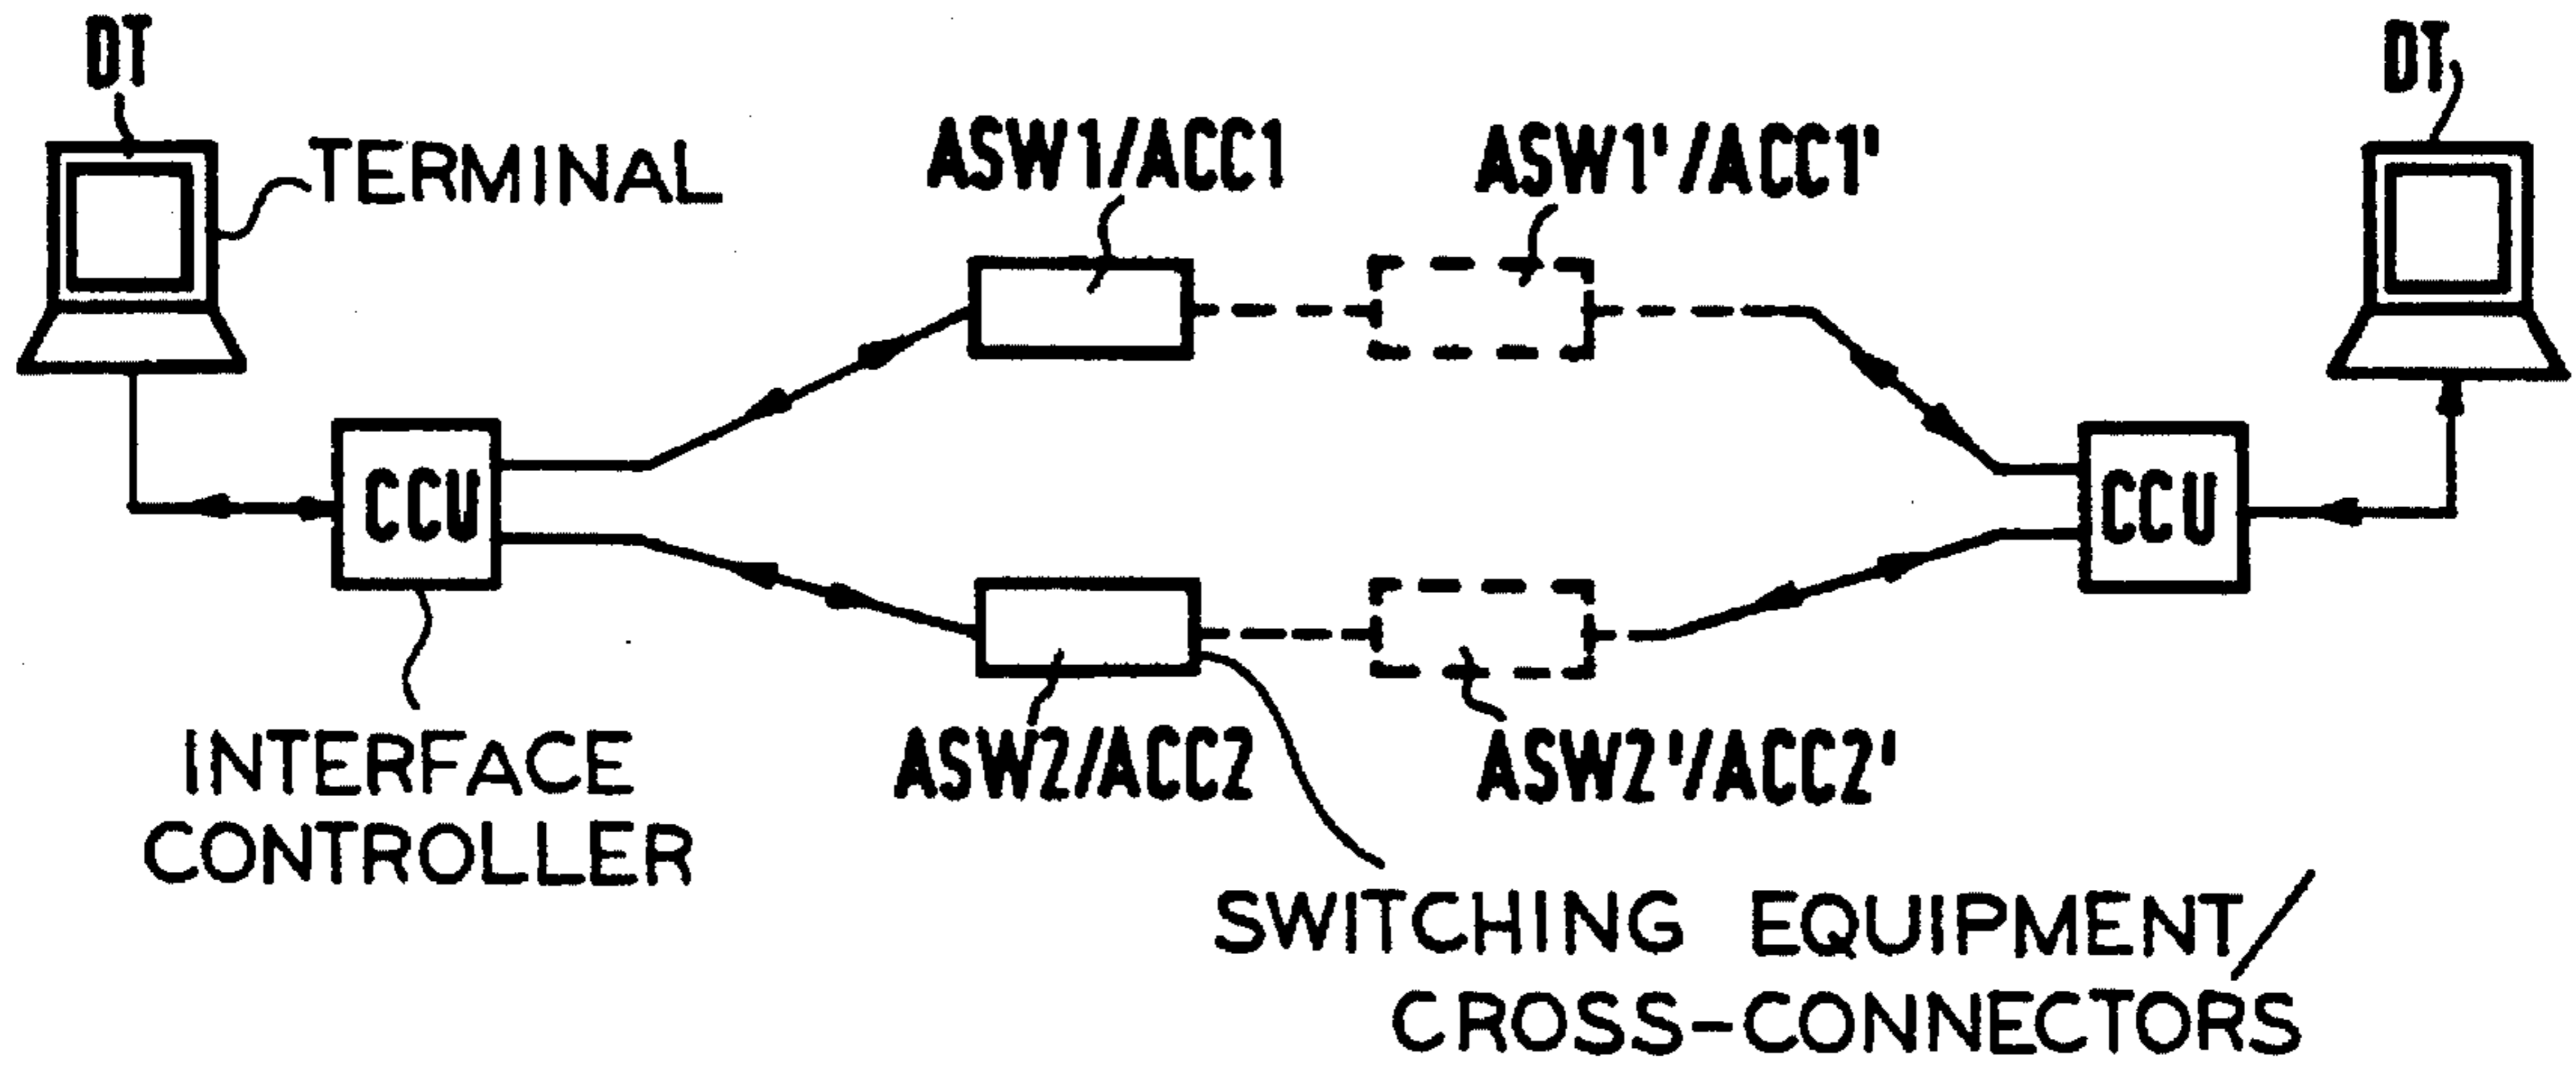 DT
DT
TERMINAL
ASW1/ACC1
ASW1'/ACC1'
CCU
CCU
INTERFACE
CONTROLLER
ASW2/ACC2
ASW2'/ACC2'
SWITCHING EQUIPMENT/
CROSS-CONNECTORS